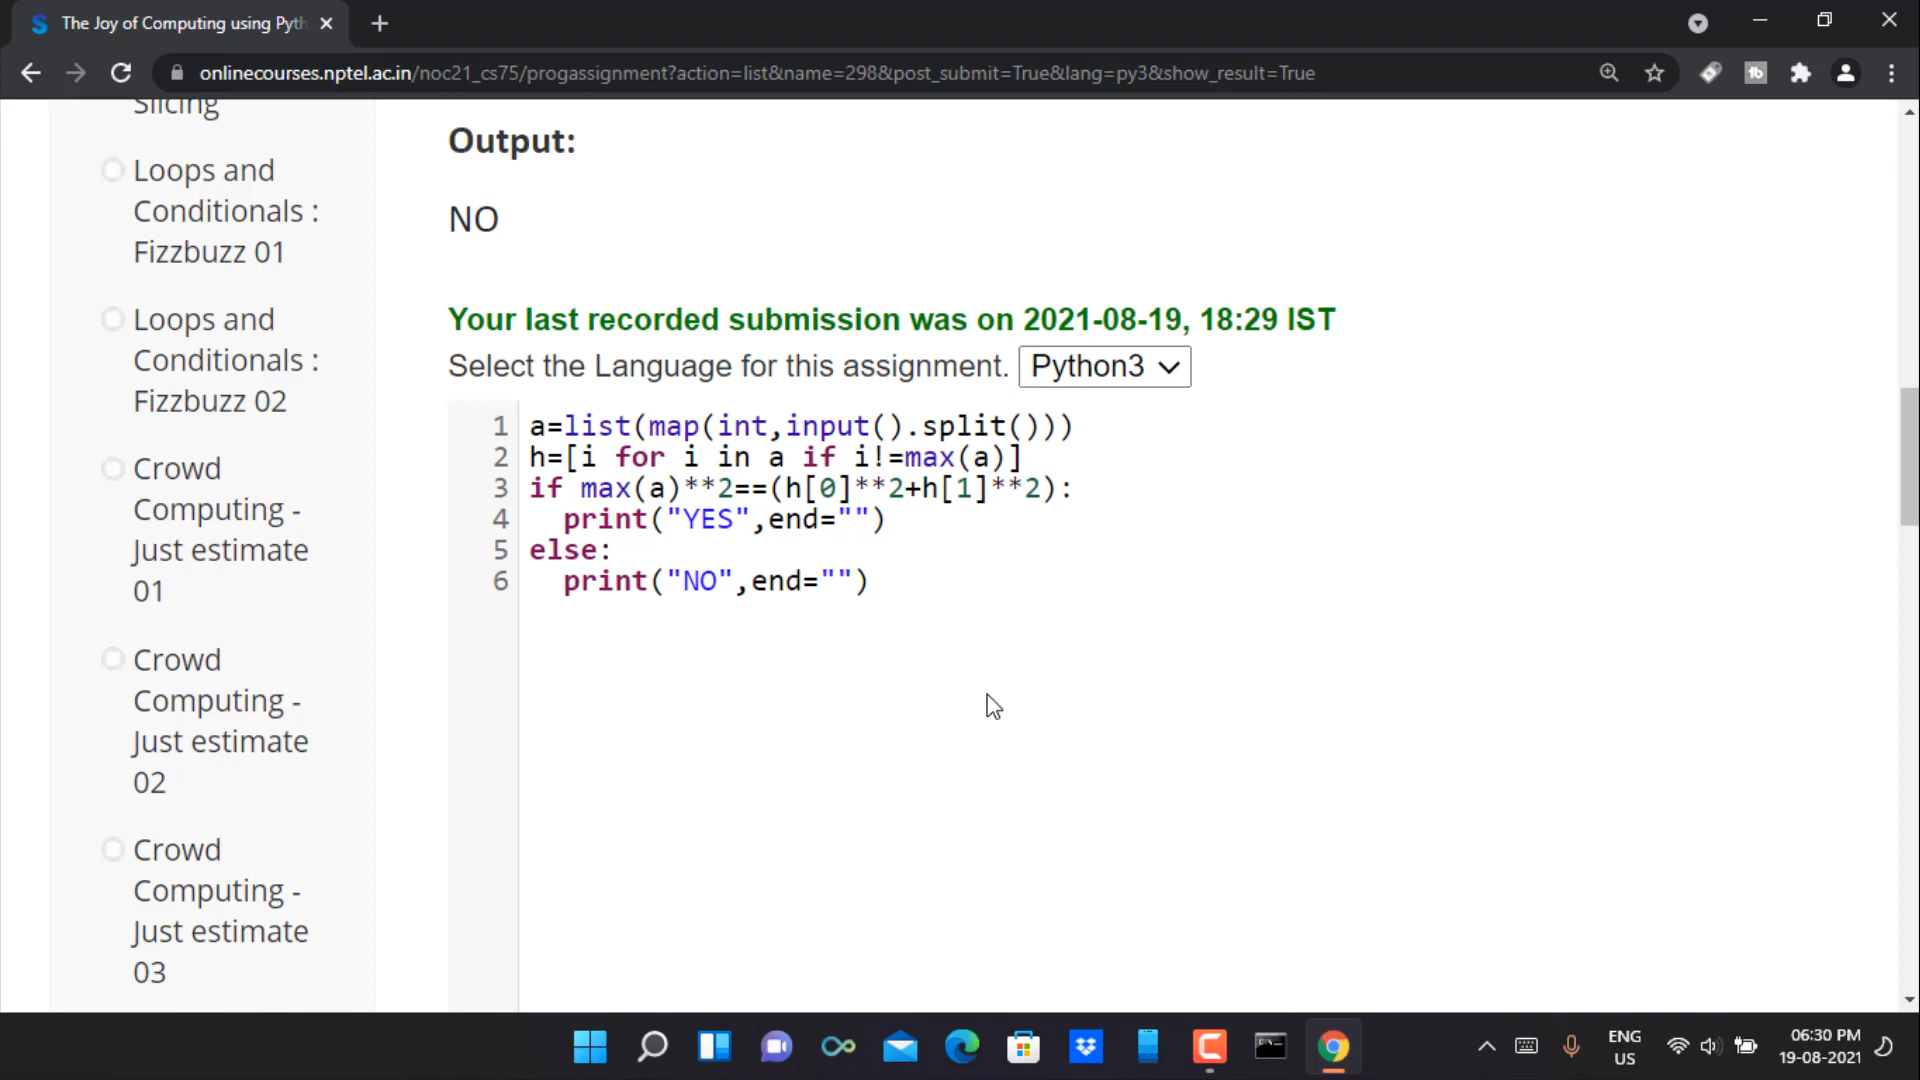 The Joy of Computing using Pyth
onlinecourses.nptel.ac.in/noc21_cs75/progassignment?action=list&name=298&post_submit=True&lang=py3&show_result=True
Slicing
Loops and
Conditionals :
Fizzbuzz 01
Loops and
Conditionals :
Fizzbuzz 02
Crowd
Computing -
Just estimate
01
Crowd
Computing -
Just estimate
02
Crowd
Computing -
Just estimate
03
Output:
NO
Your last recorded submission was on 2021-08-19, 18:29 IST
Select the Language for this assignment. Python3
1 a=list(map(int,input().split()))
2 h=[i for i in a if i!=max(a)]
3 if max(a)**2==(h[0]**2+h[1]**2):
4   print("YES",end="")
5 else:
6   print("NO",end="")
ENG
US
06:30 PM
19-08-2021